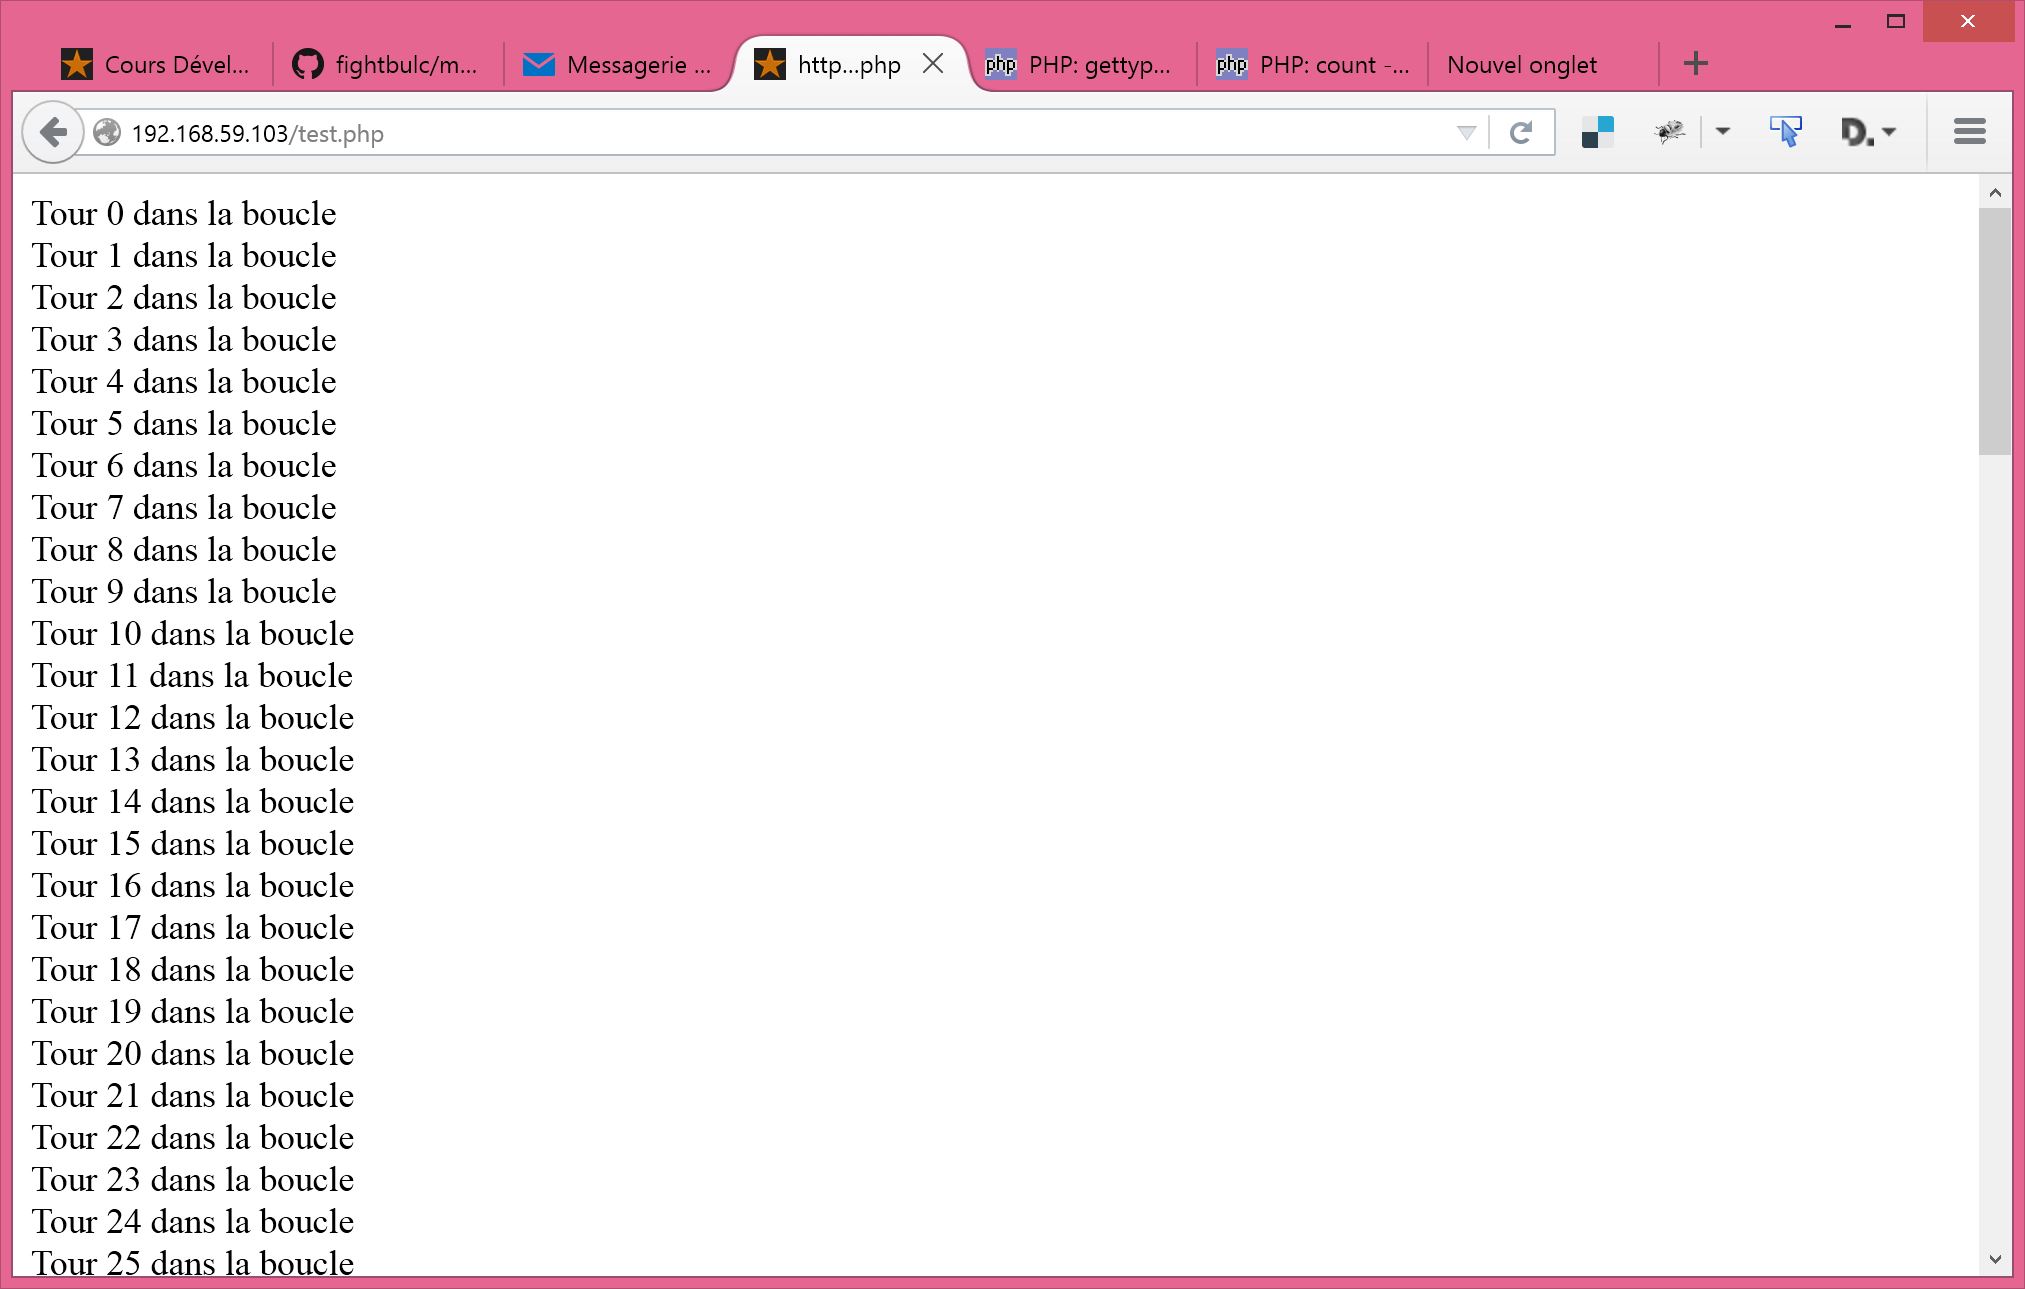 Cours Dével...
fightbulc/m...
Messagerie ...
http...php
php
PHP: gettyp...
php
PHP: count -...
Nouvel onglet
192.168.59.103/test.php
D.
Tour 0 dans la boucle
Tour 1 dans la boucle
Tour 2 dans la boucle
Tour 3 dans la boucle
Tour 4 dans la boucle
Tour 5 dans la boucle
Tour 6 dans la boucle
Tour 7 dans la boucle
Tour 8 dans la boucle
Tour 9 dans la boucle
Tour 10 dans la boucle
Tour 11 dans la boucle
Tour 12 dans la boucle
Tour 13 dans la boucle
Tour 14 dans la boucle
Tour 15 dans la boucle
Tour 16 dans la boucle
Tour 17 dans la boucle
Tour 18 dans la boucle
Tour 19 dans la boucle
Tour 20 dans la boucle
Tour 21 dans la boucle
Tour 22 dans la boucle
Tour 23 dans la boucle
Tour 24 dans la boucle
Tour 25 dans la boucle